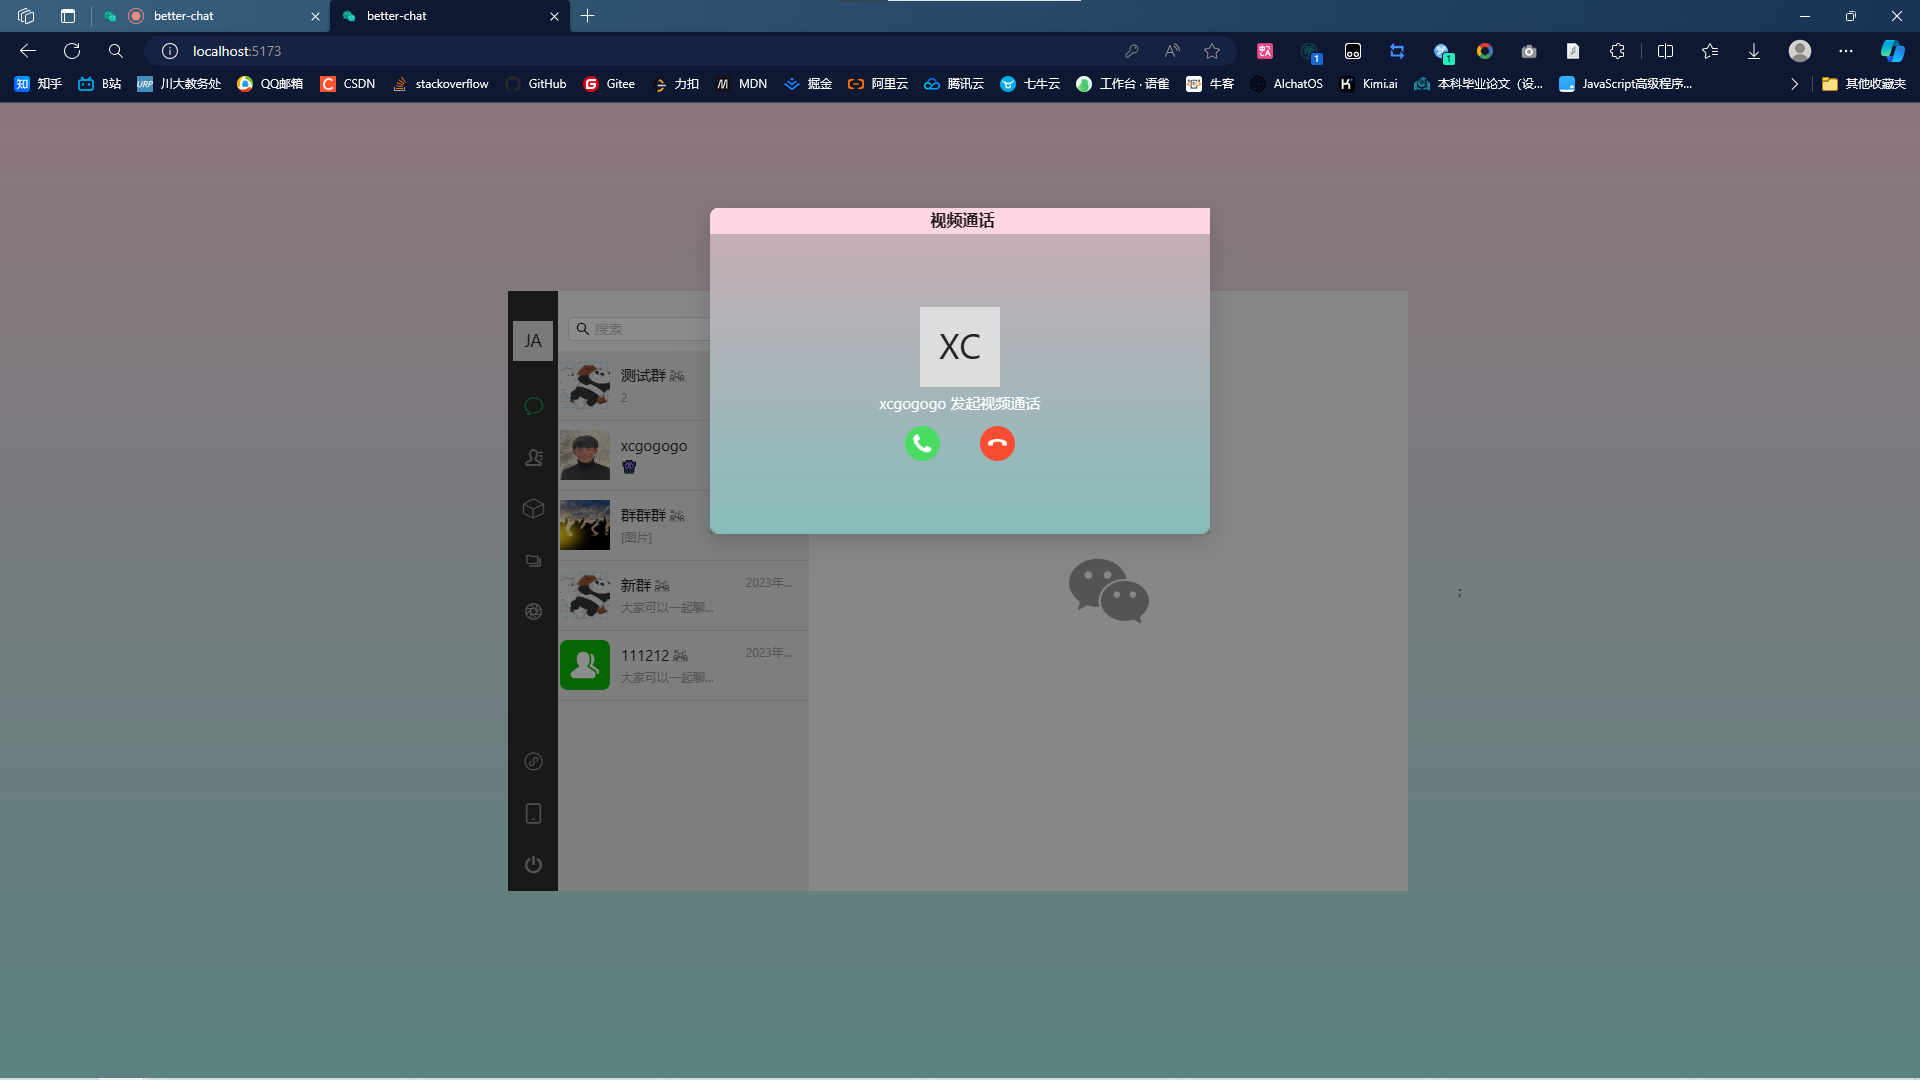 better-chat
better-chat
localhost:5173
知乎
B站
URP 川大教务处
QQ邮箱
CSDN
stackoverflow
GitHub
Gitee
力扣
MDN
掘金
阿里云
腾讯云
七牛云
工作台 · 语雀
牛客
AIchatOS
Kimi.ai
本科毕业论文（设...
JavaScript高级程序...
其他收藏夹
视频通话
XC
xcgogogo 发起视频通话
JA
搜索
测试群
2
xcgogogo
群群群
[图片]
新群
2023年...
大家可以一起聊...
111212
2023年...
大家可以一起聊...
;